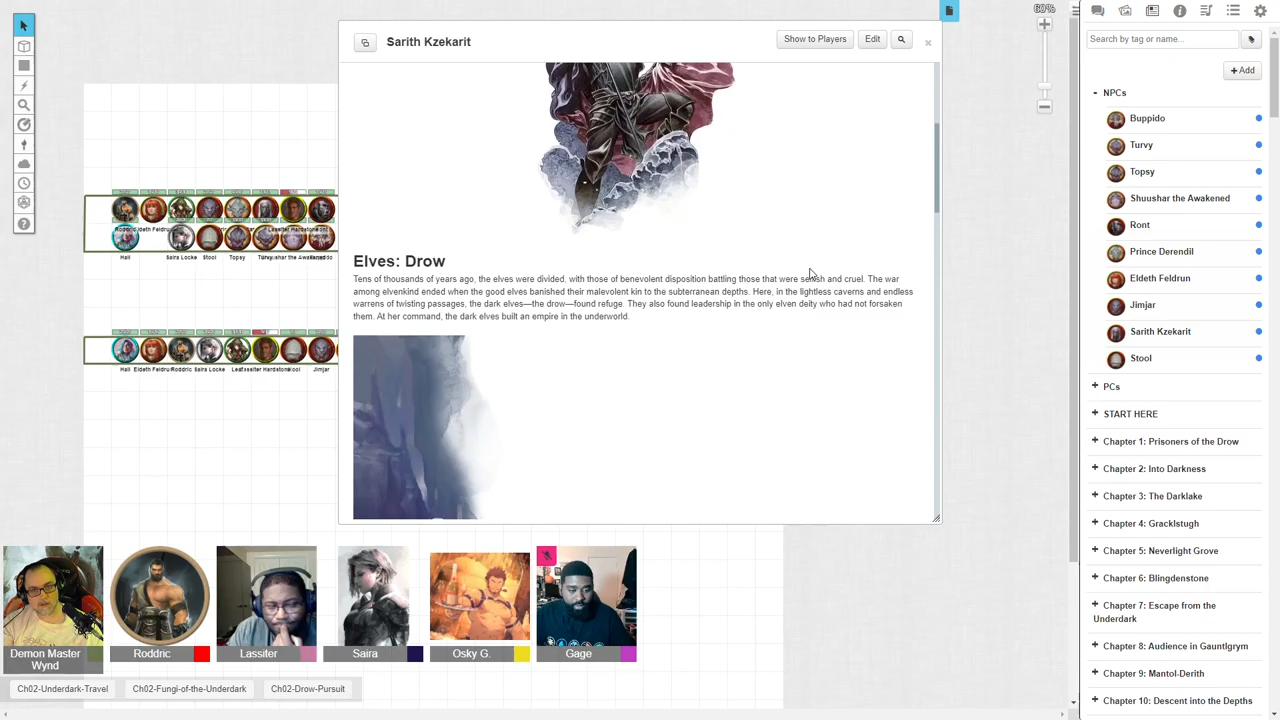 60%
Sarith Kzekarit
Show to Players
Edit
Elves: Drow
Tens of thousands of years ago, the elves were divided, with those of benevolent disposition battling those that were selfish and cruel. The war
among elvenkind ended when the good elves banished their malevolent kin to the subterranean depths. Here, in the lightless caverns and endless
warrens of twisting passages, the dark elves—the drow—found refuge. They also found leadership in the only elven deity who had not forsaken
them. At her command, the dark elves built an empire in the underworld.
Hall Saira Locke Stool Topsy
Hall Eldeth Feldrun Roddric Saira Locke Jimjar
Demon Master
Wynd
Roddric
Lassiter
Saira
Osky G.
Gage
Ch02-Underdark-Travel
Ch02-Fungi-of-the-Underdark
Ch02-Drow-Pursuit
Search by tag or name...
+ Add
- NPCs
Buppido
Turvy
Topsy
Shuushar the Awakened
Ront
Prince Derendil
Eldeth Feldrun
Jimjar
Sarith Kzekarit
Stool
+ PCs
+ START HERE
+ Chapter 1: Prisoners of the Drow
+ Chapter 2: Into Darkness
+ Chapter 3: The Darklake
+ Chapter 4: Gracklstugh
+ Chapter 5: Neverlight Grove
+ Chapter 6: Blingdenstone
+ Chapter 7: Escape from the
Underdark
+ Chapter 8: Audience in Gauntlgrym
+ Chapter 9: Mantol-Derith
+ Chapter 10: Descent into the Depths